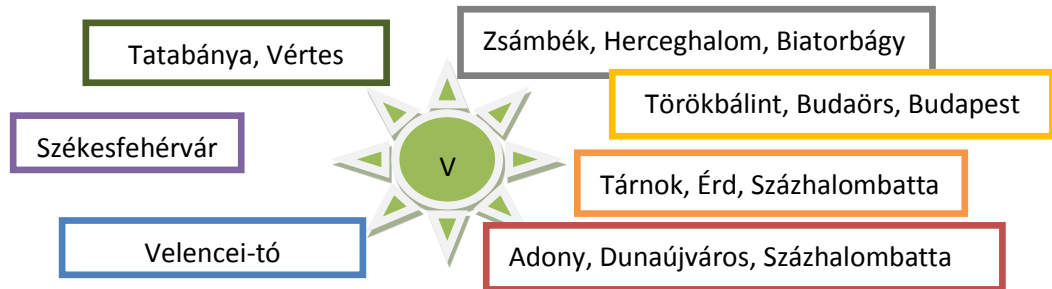 Zsámbék, Herceghalom, Biatorbágy
Tatabánya, Vértes
Törökbálint, Budaörs, Budapest
Székesfehérvár
V
Tárnok, Érd, Százhalombatta
Velencei-tó
Adony, Dunaújváros, Százhalombatta